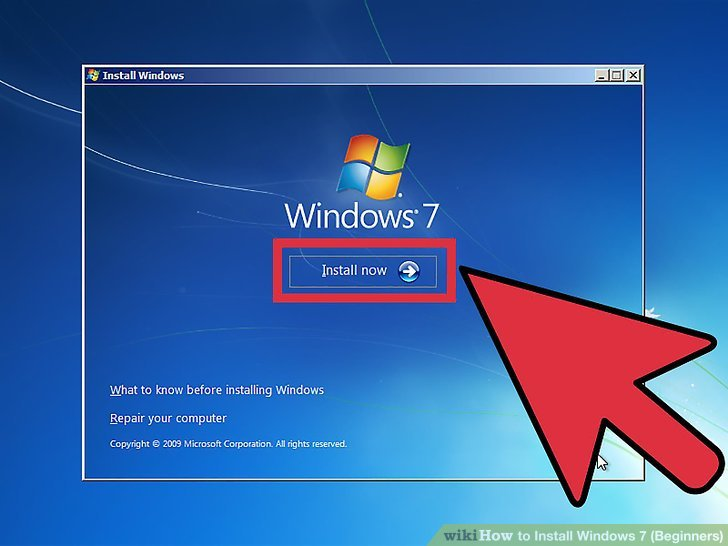 Install Windows
Windows 7
Install now
What to know before installing Windows
Repair your computer
Copyright © 2009 Microsoft Corporation. All rights reserved.
wikiHow to Install Windows 7 (Beginners)